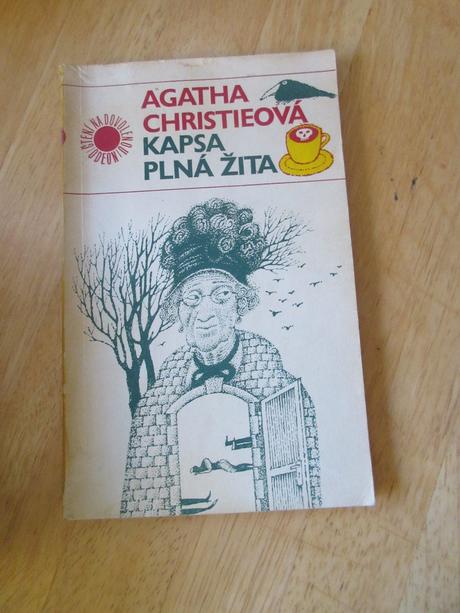 AGATHA
CHRISTIEOVÁ
KAPSA
PLNÁ ŽITA
ČTENÍ NA DOVOLENOU
ODEON